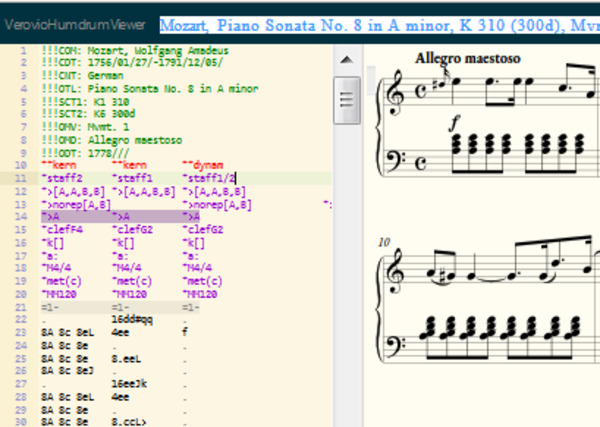 VerovioHumdrumViewer
Mozart, Piano Sonata No. 8 in A minor, K 310 (300d), Mvm
1 !!!COM: Mozart, Wolfgang Amadeus
2 !!!CDT: 1756/01/27/-1791/12/05/
3 !!!CNT: German
4 !!!OTL: Piano Sonata No. 8 in A minor
5 !!!SCT1: K1 310
6 !!!SCT2: K6 300d
7 !!!OMV: Mvmt. 1
8 !!!OMD: Allegro maestoso
9 !!!ODT: 1778///
10 **kern **kern **dynam
11 *staff2 *staff1 *staff1/2
12 *>[A,A,B,B] *>[A,A,B,B] *>[A,A,B,B]
13 *>norep[A,B] *>norep[A,B] *:
14 *>A *>A *>A
15 *clefF4 *clefG2 *clefG2
16 *k[] *k[] *k[]
17 *a: *a: *a:
18 *M4/4 *M4/4 *M4/4
19 *met(c) *met(c) *met(c)
20 *MM120 *MM120 *MM120
21 =1- =1- =1-
22 . 16dd#qq .
23 8A 8c 8eL 4ee f
24 8A 8c 8e . .
25 8A 8c 8e 8.eeL .
26 8A 8c 8eJ . .
27 . 16eeJk .
28 8A 8c 8eL 4ee .
29 8A 8c 8e . .
30 8A 8c 8e 8.ccL> .
Allegro maestoso
f
10